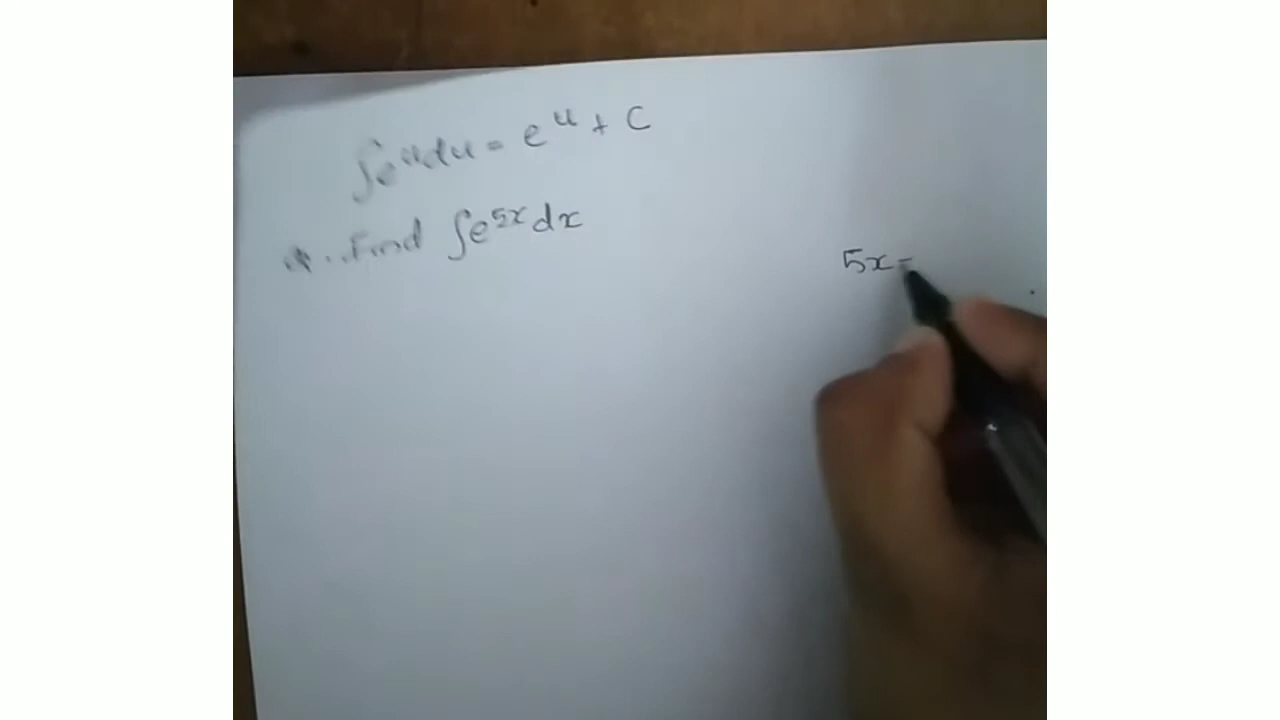 ∫e^u du = e^u + C
Find ∫e^5x dx
5x =